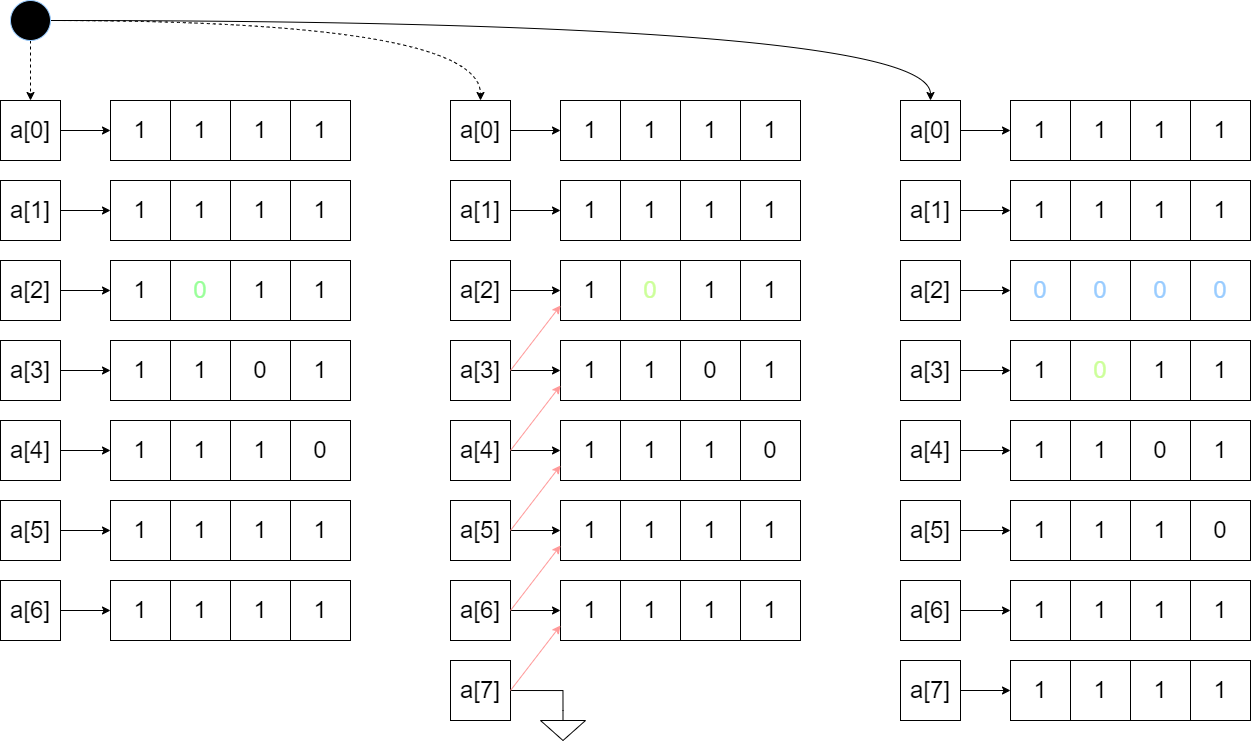 a[0] 1 1 1 1 a[0] 1 1 1 1 a[0] 1 1 1 1
a[1] 1 1 1 1 a[1] 1 1 1 1 a[1] 1 1 1 1
a[2] 1 0 1 1 a[2] 1 0 1 1 a[2] 0 0 0 0
a[3] 1 1 0 1 a[3] 1 1 0 1 a[3] 1 0 1 1
a[4] 1 1 1 0 a[4] 1 1 1 0 a[4] 1 1 0 1
a[5] 1 1 1 1 a[5] 1 1 1 1 a[5] 1 1 1 0
a[6] 1 1 1 1 a[6] 1 1 1 1 a[6] 1 1 1 1
a[7] a[7] 1 1 1 1